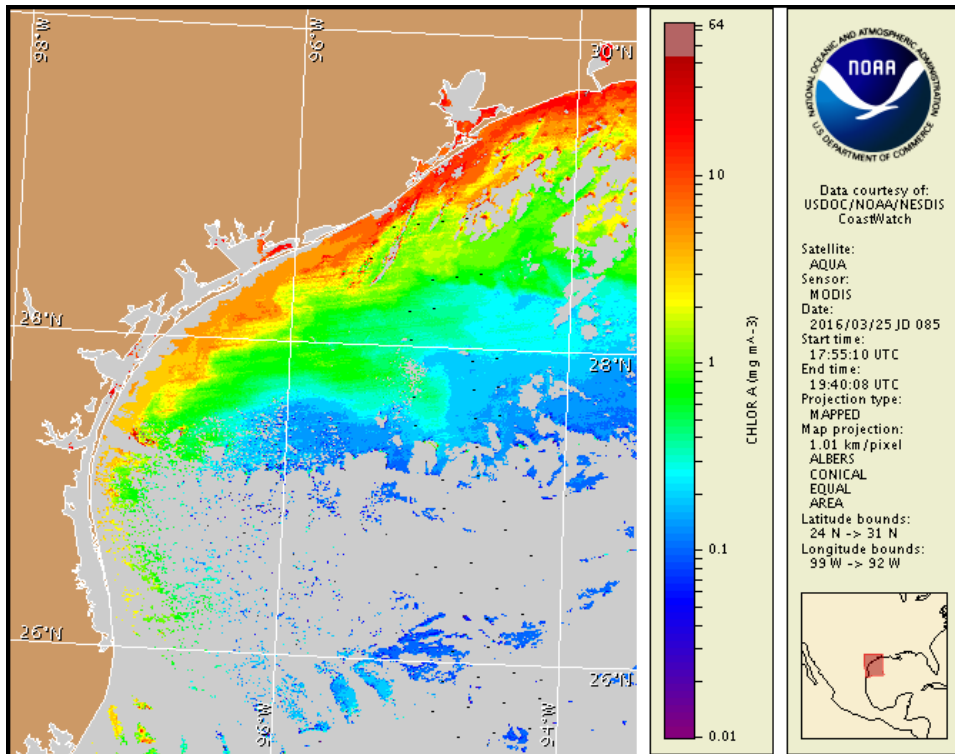 98°W
96°W
30°N
28°N
28°N
26°N
26°N
96°W
94°W
64
10
1
0.1
0.01
CHLOR A (mg m^-3)
NATIONAL OCEANIC AND ATMOSPHERIC ADMINISTRATION
NOAA
U.S. DEPARTMENT OF COMMERCE
Data courtesy of:
USDOC/NOAA/NESDIS
CoastWatch
Satellite:
AQUA
Sensor:
MODIS
Date:
2016/03/25 JD 085
Start time:
17:55:10 UTC
End time:
19:40:08 UTC
Projection type:
MAPPED
Map projection:
1.01 km/pixel
ALBERS
CONICAL
EQUAL
AREA
Latitude bounds:
24 N -> 31 N
Longitude bounds:
99 W -> 92 W